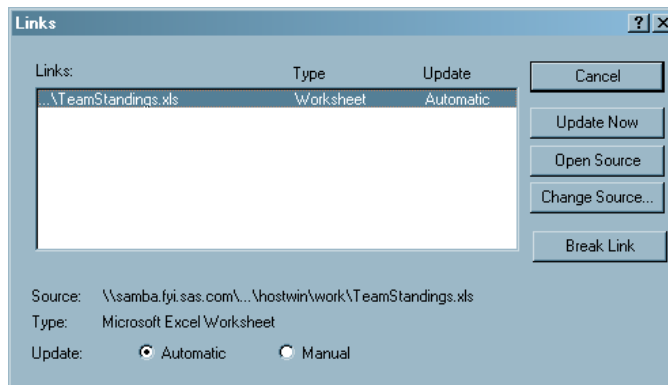 Links
Links: Type Update
...\TeamStandings.xls Worksheet Automatic
Cancel
Update Now
Open Source
Change Source...
Break Link
Source: \\samba.fyi.sas.com\...\hostwin\work\TeamStandings.xls
Type: Microsoft Excel Worksheet
Update: Automatic Manual